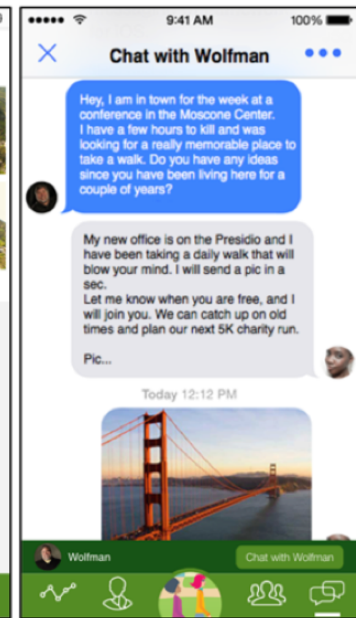 9:41 AM
100%
Chat with Wolfman
Hey, I am in town for the week at a
conference in the Moscone Center.
I have a few hours to kill and was
looking for a really memorable place to
take a walk. Do you have any ideas
since you have been living here for a
couple of years?
My new office is on the Presidio and I
have been taking a daily walk that will
blow your mind. I will send a pic in a
sec.
Let me know when you are free, and I
will join you. We can catch up on old
times and plan our next 5K charity run.
Pic...
Today 12:12 PM
Wolfman
Chat with Wolfman